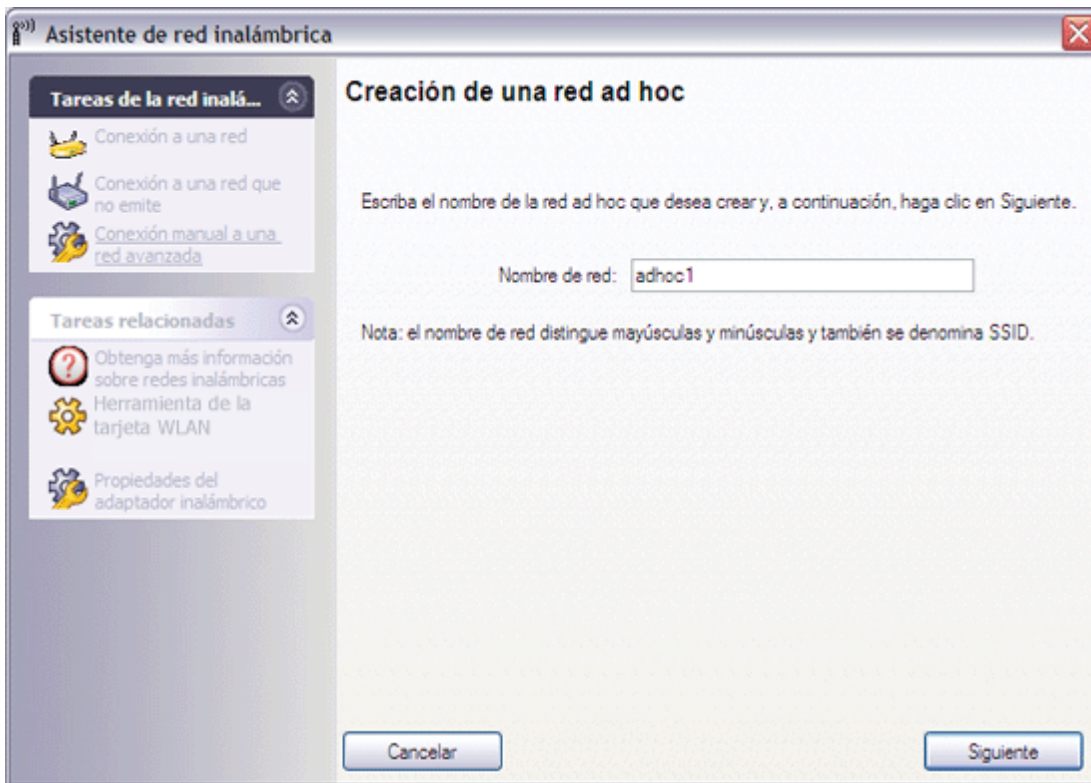 Asistente de red inalámbrica
Tareas de la red inalá...
Conexión a una red
Conexión a una red que
no emite
Conexión manual a una
red avanzada
Tareas relacionadas
Obtenga más información
sobre redes inalámbricas
Herramienta de la
tarjeta WLAN
Propiedades del
adaptador inalámbrico
Creación de una red ad hoc
Escriba el nombre de la red ad hoc que desea crear y, a continuación, haga clic en Siguiente.
Nombre de red: adhoc1
Nota: el nombre de red distingue mayúsculas y minúsculas y también se denomina SSID.
Cancelar
Siguiente